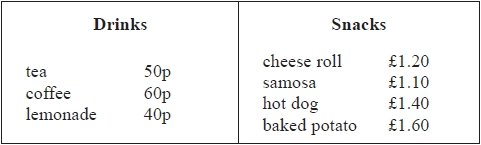 Drinks
tea 50p
coffee 60p
lemonade 40p
Snacks
cheese roll £1.20
samosa £1.10
hot dog £1.40
baked potato £1.60